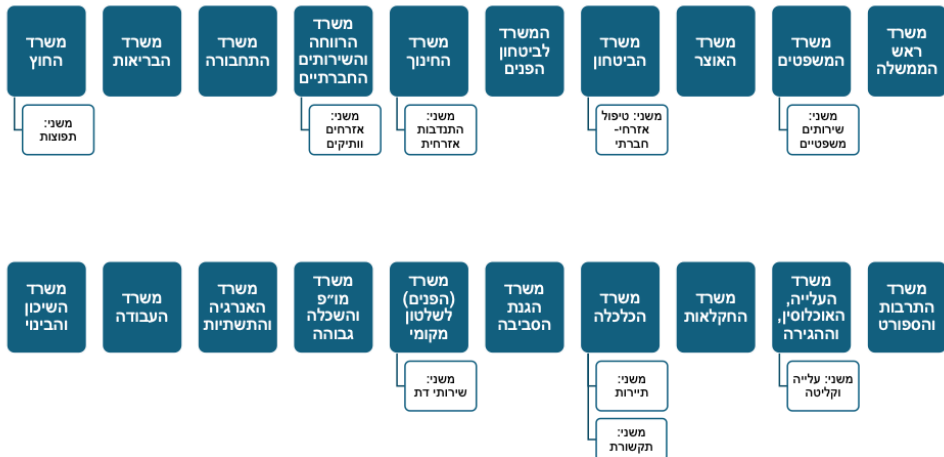 משרד
ראש
הממשלה
משרד
המשפטים
משני:
שירותים
משפטיים
משרד
האוצר
משרד
הביטחון
משני: טיפול
אזרחי-
חברתי
המשרד
לביטחון
הפנים
משרד
החינוך
משני:
התנדבות
אזרחית
משרד
הרווחה
והשירותים
החברתיים
משני:
אזרחים
וותיקים
משרד
התחבורה
משרד
הבריאות
משרד
החוץ
משני:
תפוצות
משרד
התרבות
והספורט
משרד
העלייה,
האוכלוסין,
וההגירה
משני: עלייה
וקליטה
משרד
החקלאות
משרד
הכלכלה
משני:
תיירות
משני:
תקשורת
משרד
הגנת
הסביבה
משרד
(הפנים)
לשלטון
מקומי
משני:
שירותי דת
משרד
מו״פ
והשכלה
גבוהה
משרד
האנרגיה
והתשתיות
משרד
העבודה
משרד
השיכון
והבינוי